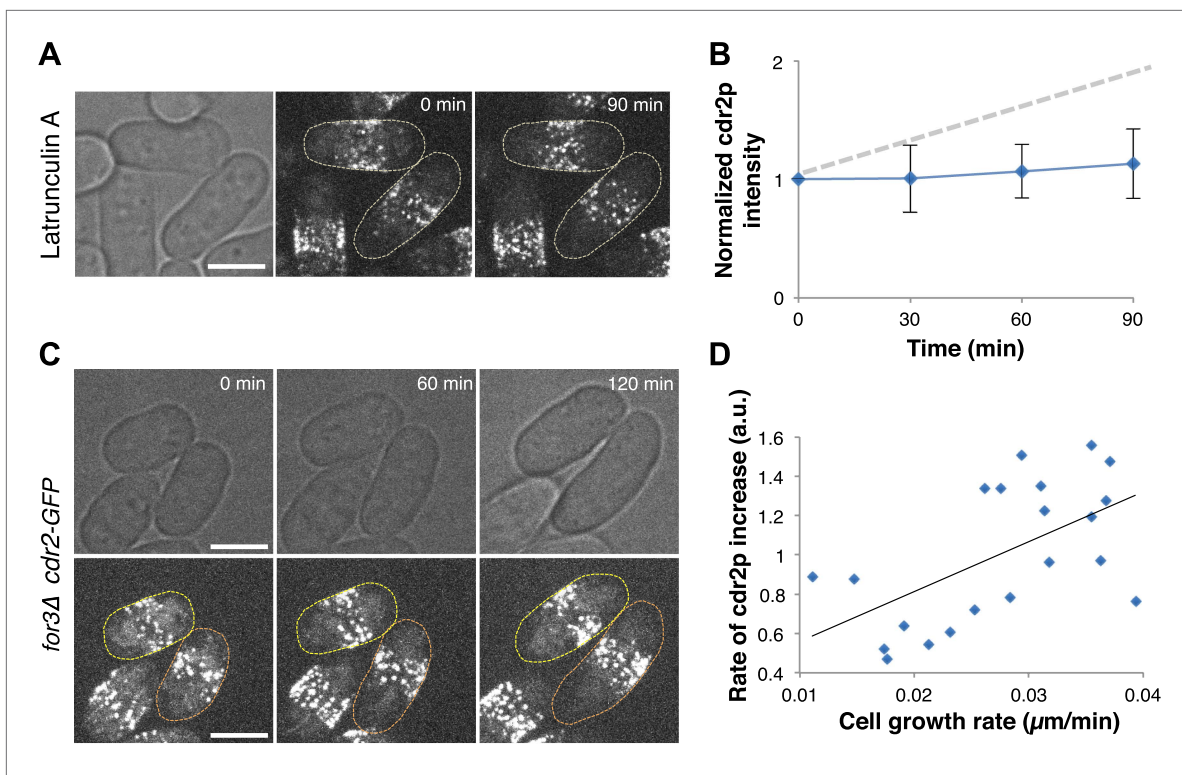 A
Latrunculin A
0 min
90 min
B
Normalized cdr2p
intensity
2
1
0
0
30
60
90
Time (min)
C
for3Δ cdr2-GFP
0 min
60 min
120 min
D
Rate of cdr2p increase (a.u.)
1.6
1.4
1.2
1
0.8
0.6
0.4
0.01
0.02
0.03
0.04
Cell growth rate (µm/min)